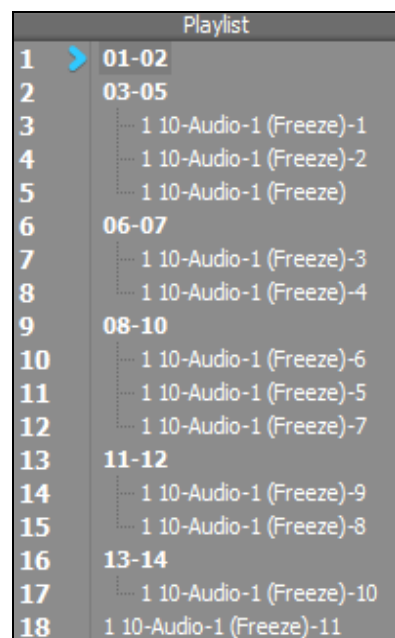 Playlist
1 01-02
2 03-05
3 1 10-Audio-1 (Freeze)-1
4 1 10-Audio-1 (Freeze)-2
5 1 10-Audio-1 (Freeze)
6 06-07
7 1 10-Audio-1 (Freeze)-3
8 1 10-Audio-1 (Freeze)-4
9 08-10
10 1 10-Audio-1 (Freeze)-6
11 1 10-Audio-1 (Freeze)-5
12 1 10-Audio-1 (Freeze)-7
13 11-12
14 1 10-Audio-1 (Freeze)-9
15 1 10-Audio-1 (Freeze)-8
16 13-14
17 1 10-Audio-1 (Freeze)-10
18 1 10-Audio-1 (Freeze)-11